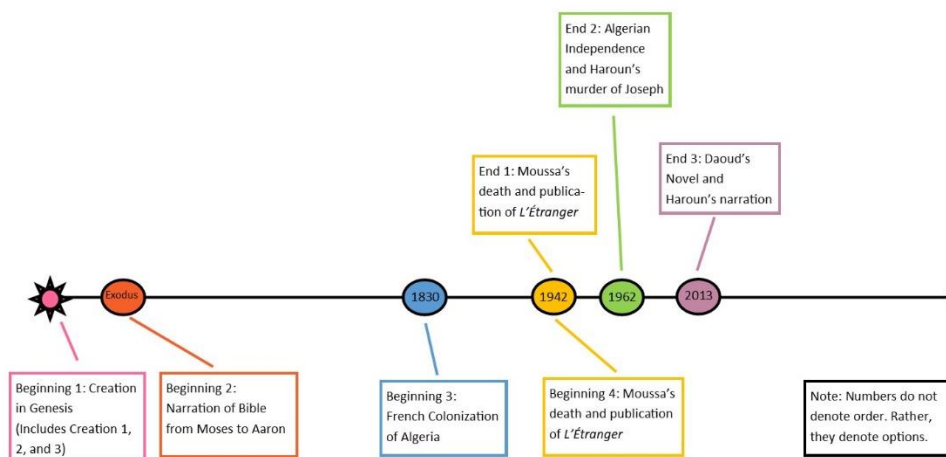 End 2: Algerian
Independence
and Haroun's
murder of Joseph
End 1: Moussa's
death and publica-
tion of L'Étranger
End 3: Daoud's
Novel and
Haroun's narration
Exodus
1830
1942
1962
2013
Beginning 1: Creation
in Genesis
(Includes Creation 1,
2, and 3)
Beginning 2:
Narration of Bible
from Moses to Aaron
Beginning 3:
French Colonization
of Algeria
Beginning 4: Moussa's
death and publication
of L'Étranger
Note: Numbers do not
denote order. Rather,
they denote options.